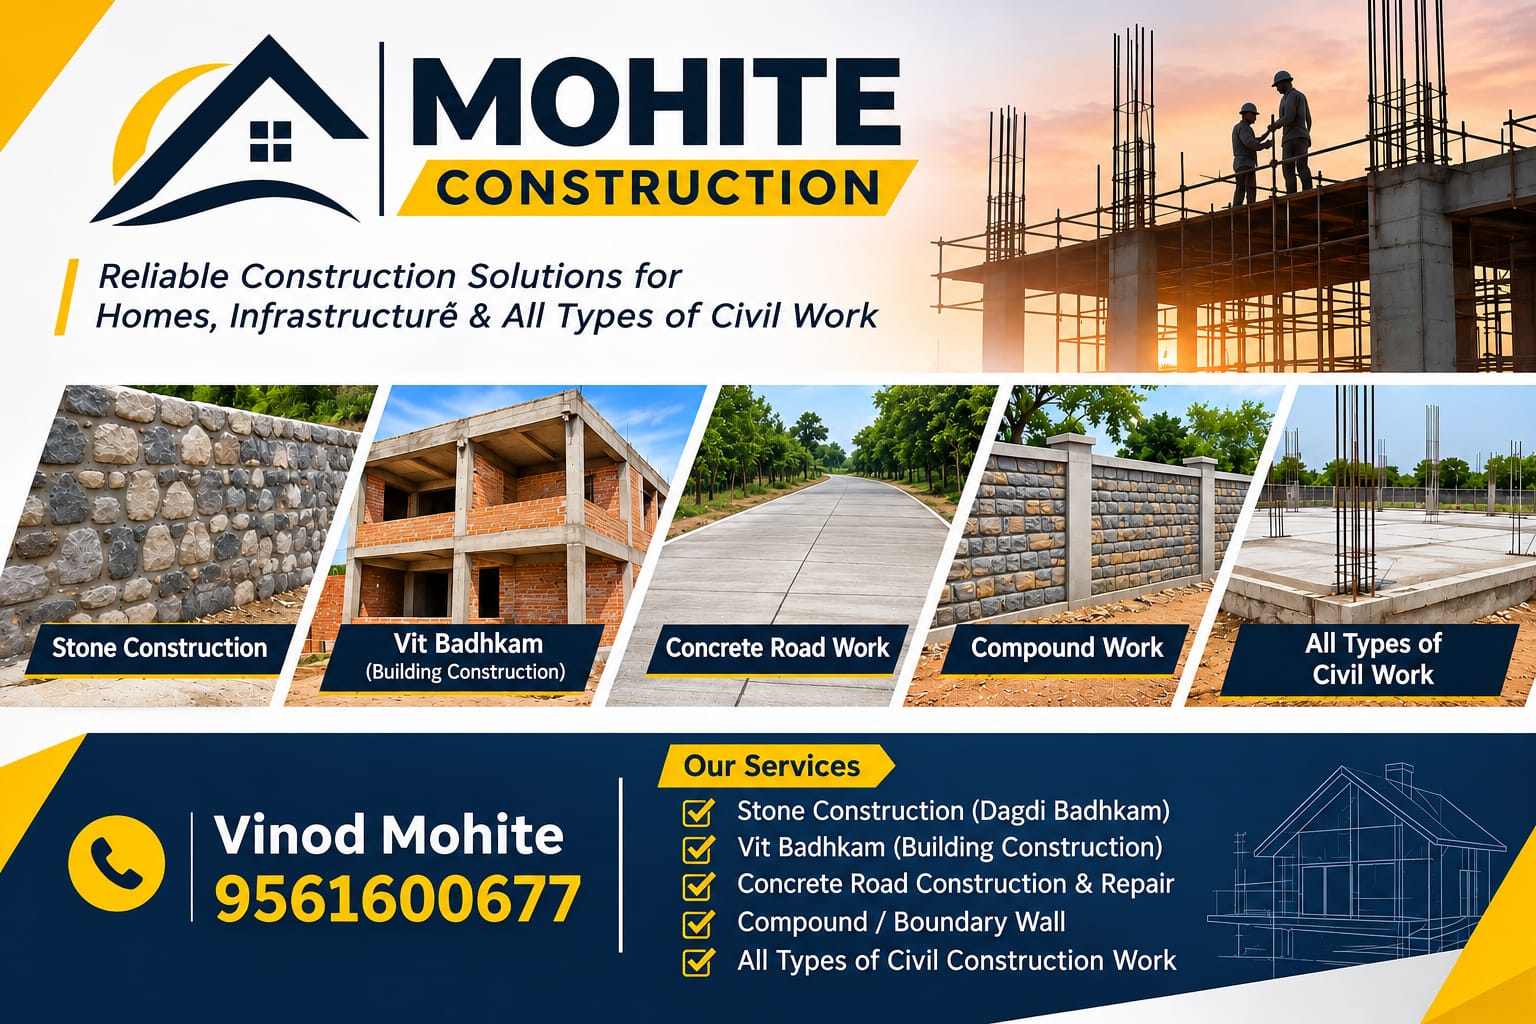 MOHITE
CONSTRUCTION
Reliable Construction Solutions for
Homes, Infrastructurẽ & All Types of Civil Work
Stone Construction
Vit Badhkam
(Building Construction)
Concrete Road Work
Compound Work
All Types of
Civil Work
Vinod Mohite
9561600677
Our Services
Stone Construction (Dagdi Badhkam)
Vit Badhkam (Building Construction)
Concrete Road Construction & Repair
Compound / Boundary Wall
All Types of Civil Construction Work